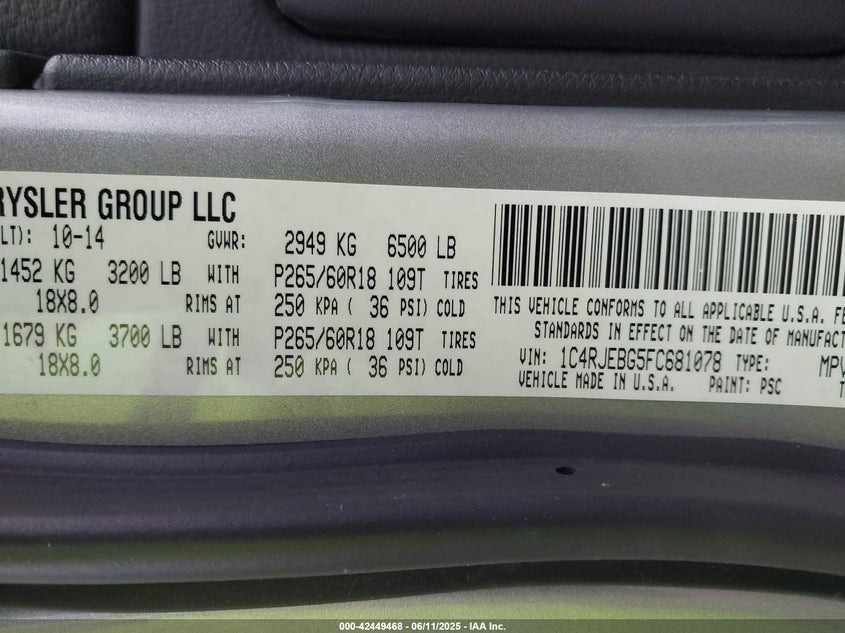 RYSLER GROUP LLC
LT): 10-14 GVWR: 2949 KG 6500 LB
1452 KG 3200 LB WITH P265/60R18 109T TIRES
18X8.0 RIMS AT 250 KPA ( 36 PSI) COLD
1679 KG 3700 LB WITH P265/60R18 109T TIRES
18X8.0 RIMS AT 250 KPA ( 36 PSI) COLD
THIS VEHICLE CONFORMS TO ALL APPLICABLE U.S.A. FE
STANDARDS IN EFFECT ON THE DATE OF MANUFACT
VIN: 1C4RJEBG5FC681078 TYPE: MPV
VEHICLE MADE IN U.S.A. PAINT: PSC T
000-42449468 - 06/11/2025 - IAA Inc.